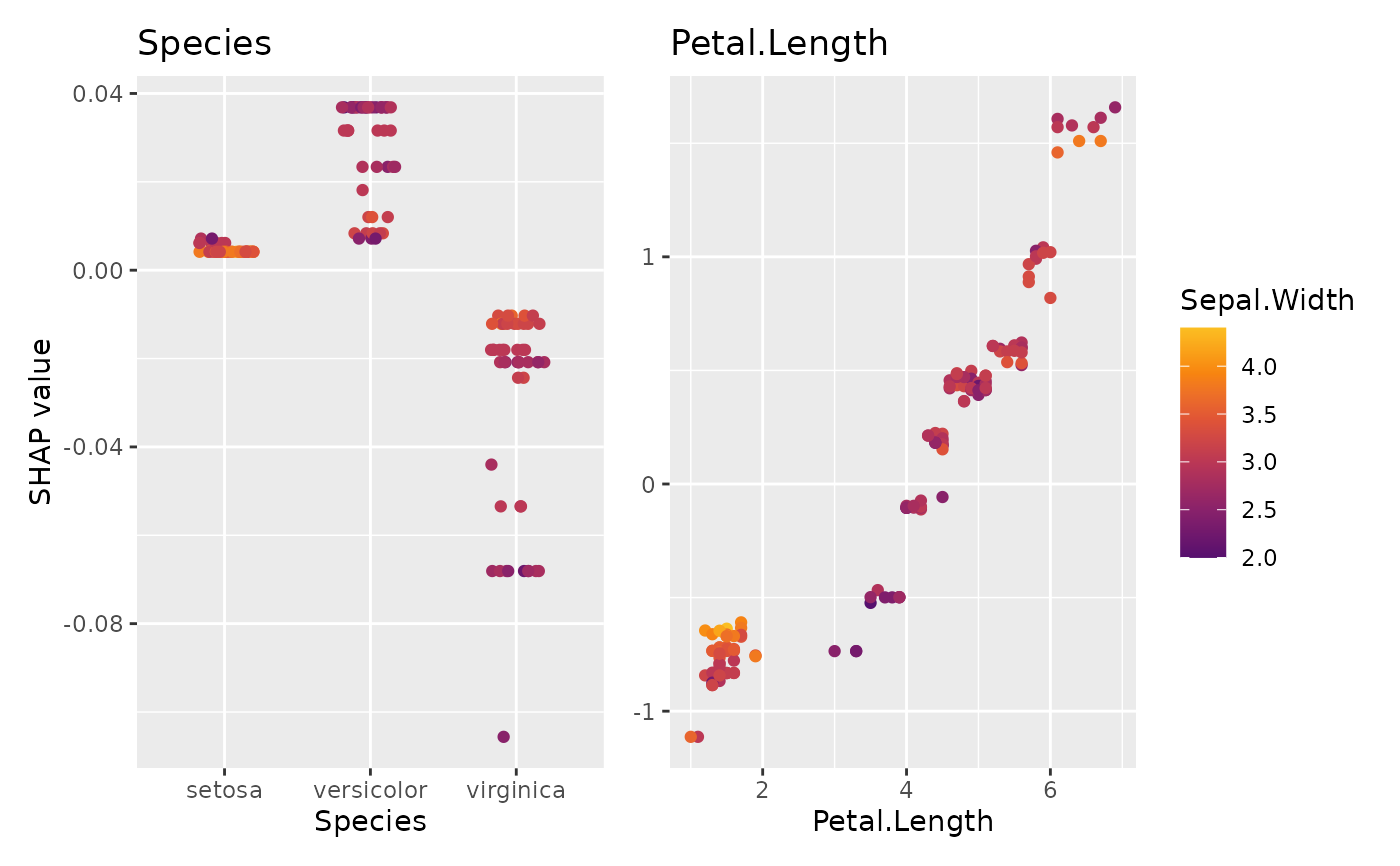 Species
Petal.Length
SHAP value
0.04
0.00
-0.04
-0.08
setosa
versicolor
virginica
Species
1
0
-1
2
4
6
Petal.Length
Sepal.Width
4.0
3.5
3.0
2.5
2.0